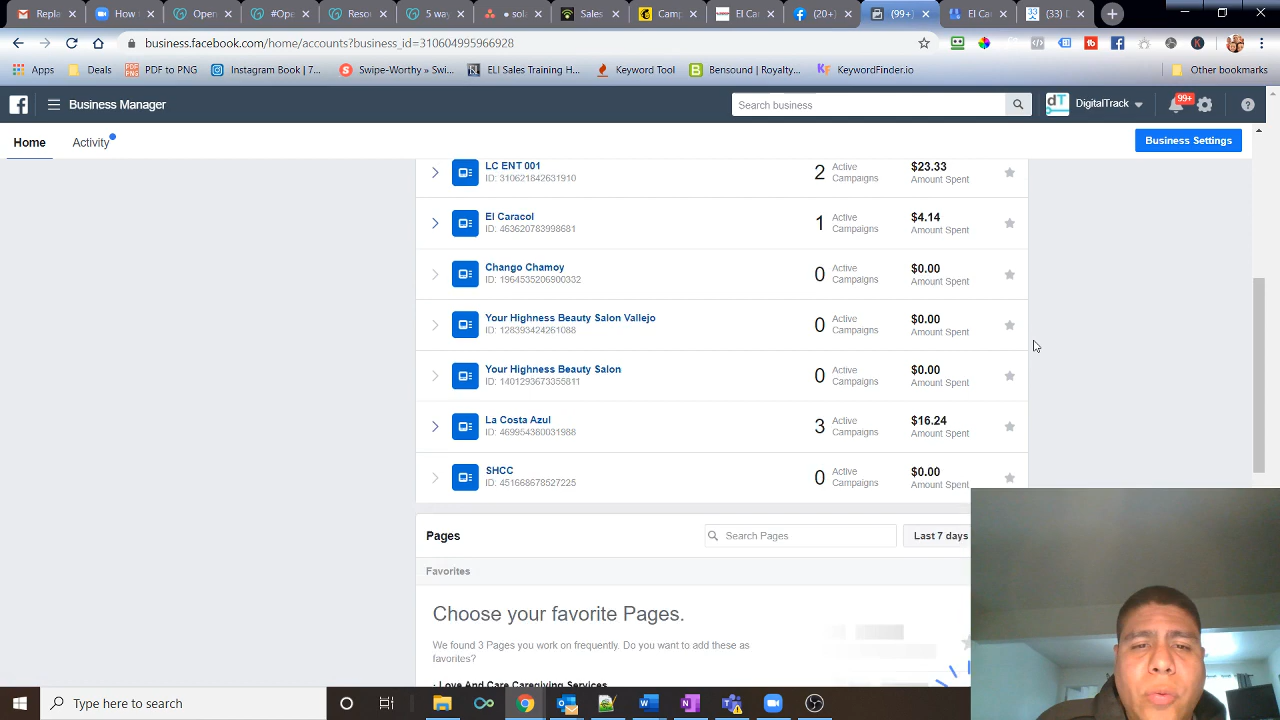 Repla
How
Open
#Ope
Resor
5 way
sola
Sales
Camp
El Car
(20+)
(99+)
El Ca
(33) D
business.facebook.com/home/accounts?business_id=310604995966928
Apps
Deals
PDF to PNG
Instagram Book | 7...
Swipe-Worthy » Swi...
ELI Sales Training H...
Keyword Tool
Bensound | Royalty...
KeywordFinder.io
Other bookmarks
Business Manager
Search business
DigitalTrack
99+
Home
Activity
Business Settings
LC ENT 001
ID: 310621842631910
2
Active
Campaigns
$23.33
Amount Spent
El Caracol
ID: 463620783998681
1
Active
Campaigns
$4.14
Amount Spent
Chango Chamoy
ID: 1964535206900332
0
Active
Campaigns
$0.00
Amount Spent
Your Highness Beauty Salon Vallejo
ID: 128393424261088
0
Active
Campaigns
$0.00
Amount Spent
Your Highness Beauty Salon
ID: 1401293673355811
0
Active
Campaigns
$0.00
Amount Spent
La Costa Azul
ID: 469954380031988
3
Active
Campaigns
$16.24
Amount Spent
SHCC
ID: 451668678527225
0
Active
Campaigns
$0.00
Amount Spent
Pages
Search Pages
Last 7 days
Favorites
Choose your favorite Pages.
We found 3 Pages you work on frequently. Do you want to add these as
favorites?
· Love And Care Caregiving Services
Type here to search